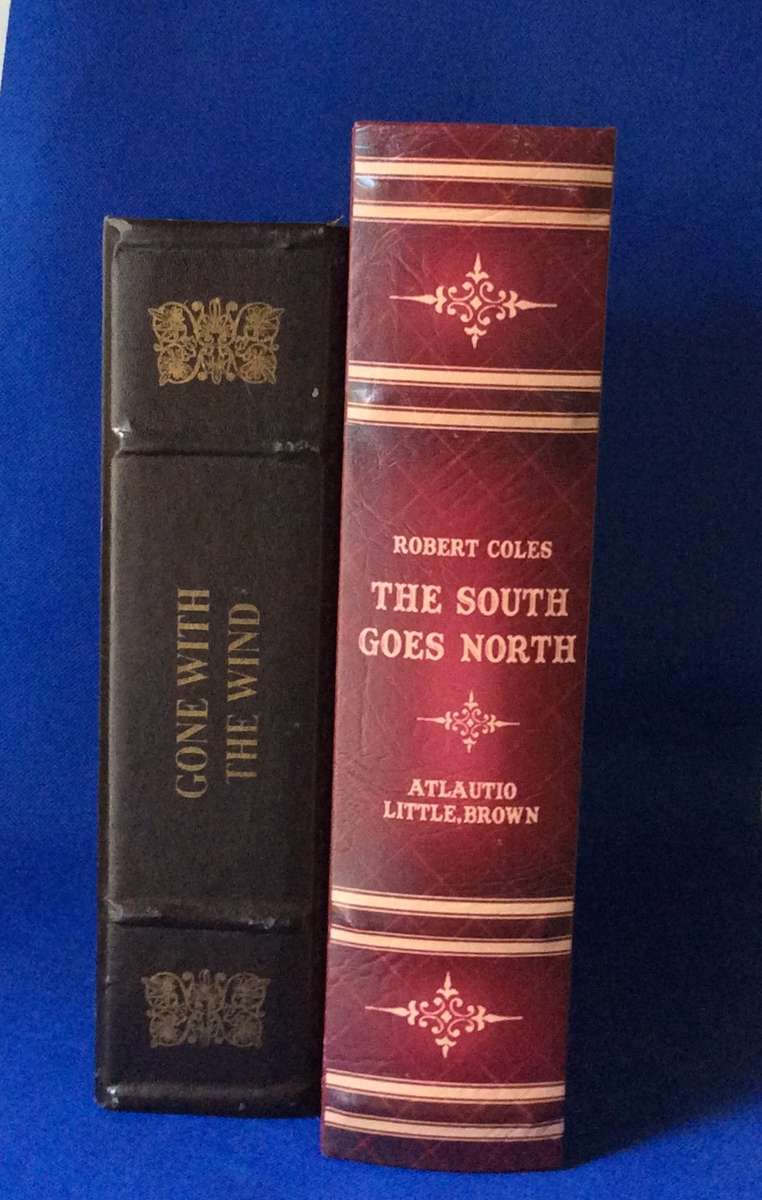 GONE WITH
THE WIND
ROBERT COLES
THE SOUTH
GOES NORTH
ATLAUTIO
LITTLE, BROWN